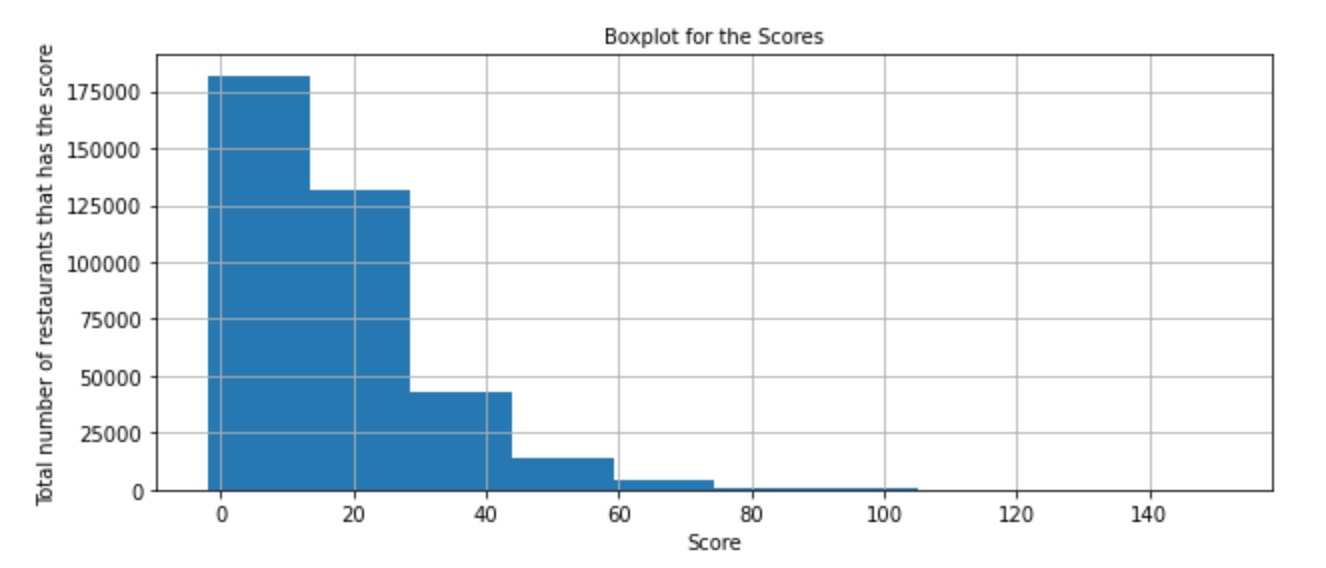 Boxplot for the Scores
Total number of restaurants that has the score
175000
150000
125000
100000
75000
50000
25000
0
0 20 40 60 80 100 120 140
Score